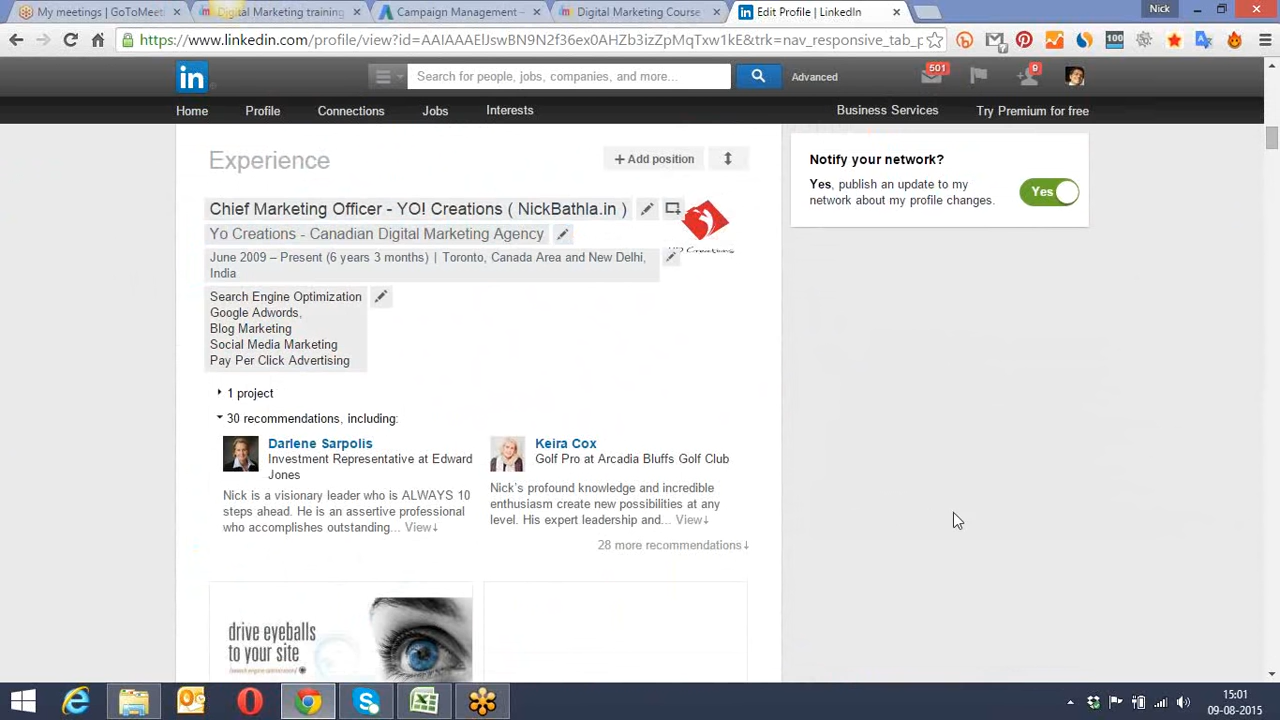 My meetings | GoToMeeti
Digital Marketing training
Campaign Management –
Digital Marketing Course
Edit Profile | LinkedIn
Nick
https://www.linkedin.com/profile/view?id=AAIAAAEIJswBN9N2f36ex0AHZb3izZpMqTxw1kE&trk=nav_responsive_tab_p
7
100
in
Search for people, jobs, companies, and more...
Advanced
501
9
Home
Profile
Connections
Jobs
Interests
Business Services
Try Premium for free
Experience
+ Add position
Notify your network?
Yes, publish an update to my
network about my profile changes.
Yes
Chief Marketing Officer - YO! Creations ( NickBathla.in )
Yo Creations - Canadian Digital Marketing Agency
June 2009 – Present (6 years 3 months) | Toronto, Canada Area and New Delhi,
India
Search Engine Optimization
Google Adwords,
Blog Marketing
Social Media Marketing
Pay Per Click Advertising
1 project
30 recommendations, including:
Darlene Sarpolis
Investment Representative at Edward
Jones
Nick is a visionary leader who is ALWAYS 10
steps ahead. He is an assertive professional
who accomplishes outstanding... View↓
Keira Cox
Golf Pro at Arcadia Bluffs Golf Club
Nick's profound knowledge and incredible
enthusiasm create new possibilities at any
level. His expert leadership and... View↓
28 more recommendations↓
drive eyeballs
to your site
15:01
09-08-2015